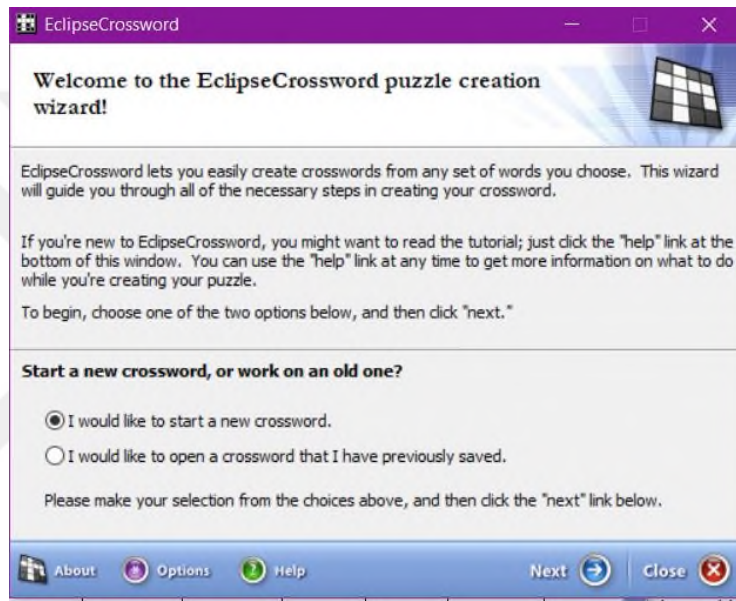 EclipseCrossword
Welcome to the EclipseCrossword puzzle creation
wizard!
EclipseCrossword lets you easily create crosswords from any set of words you choose. This wizard
will guide you through all of the necessary steps in creating your crossword.
If you're new to EclipseCrossword, you might want to read the tutorial; just click the "help" link at the
bottom of this window. You can use the "help" link at any time to get more information on what to do
while you're creating your puzzle.
To begin, choose one of the two options below, and then click "next."
Start a new crossword, or work on an old one?
I would like to start a new crossword.
I would like to open a crossword that I have previously saved.
Please make your selection from the choices above, and then click the "next" link below.
About Options Help Next Close